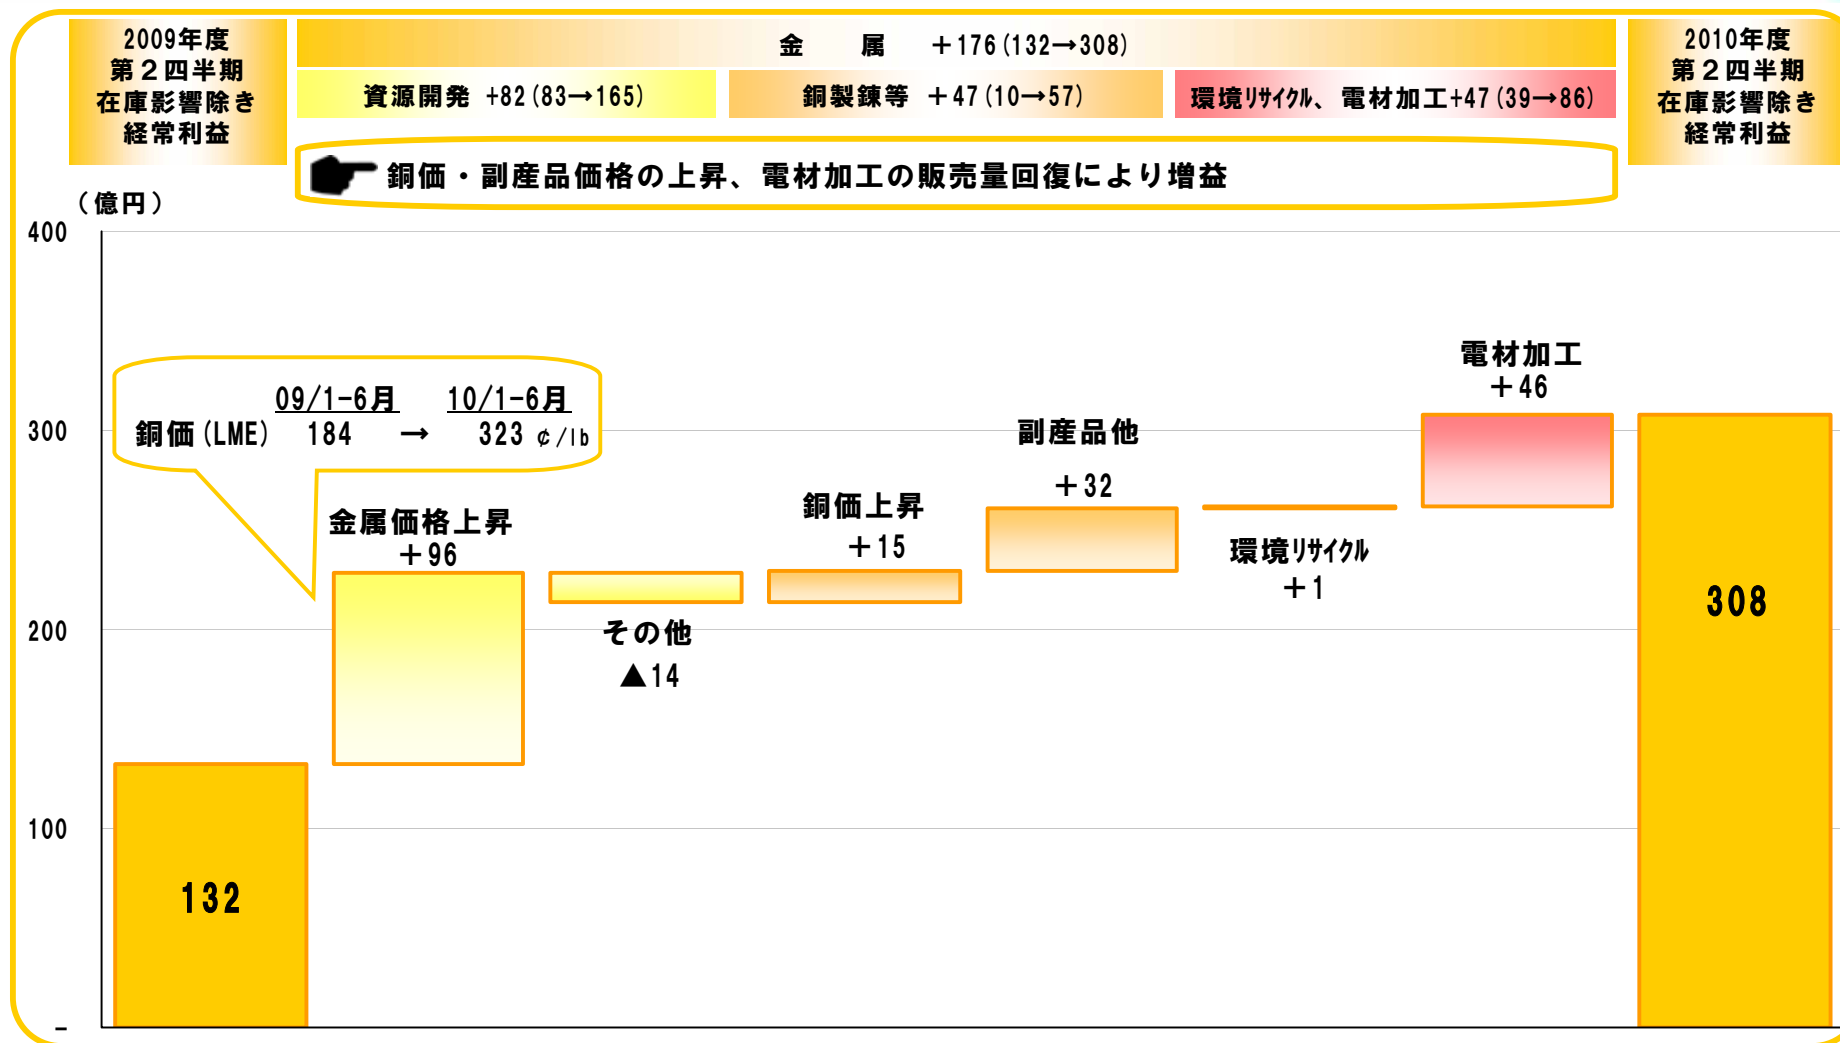 2009年度
第２四半期
在庫影響除き
経常利益
金　　属　＋176(132→308)
資源開発 +82(83→165)
銅製錬等 ＋47(10→57)
環境ﾘｻｲｸﾙ、電材加工+47(39→86)
2010年度
第２四半期
在庫影響除き
経常利益
銅価・副産品価格の上昇、電材加工の販売量回復により増益
（億円）
400
300
200
100
－
09/1-6月　10/1-6月
銅価(LME)　184　→　323 ¢/lb
金属価格上昇
＋96
その他
▲14
銅価上昇
＋15
副産品他
＋32
環境ﾘｻｲｸﾙ
＋1
電材加工
＋46
132
308